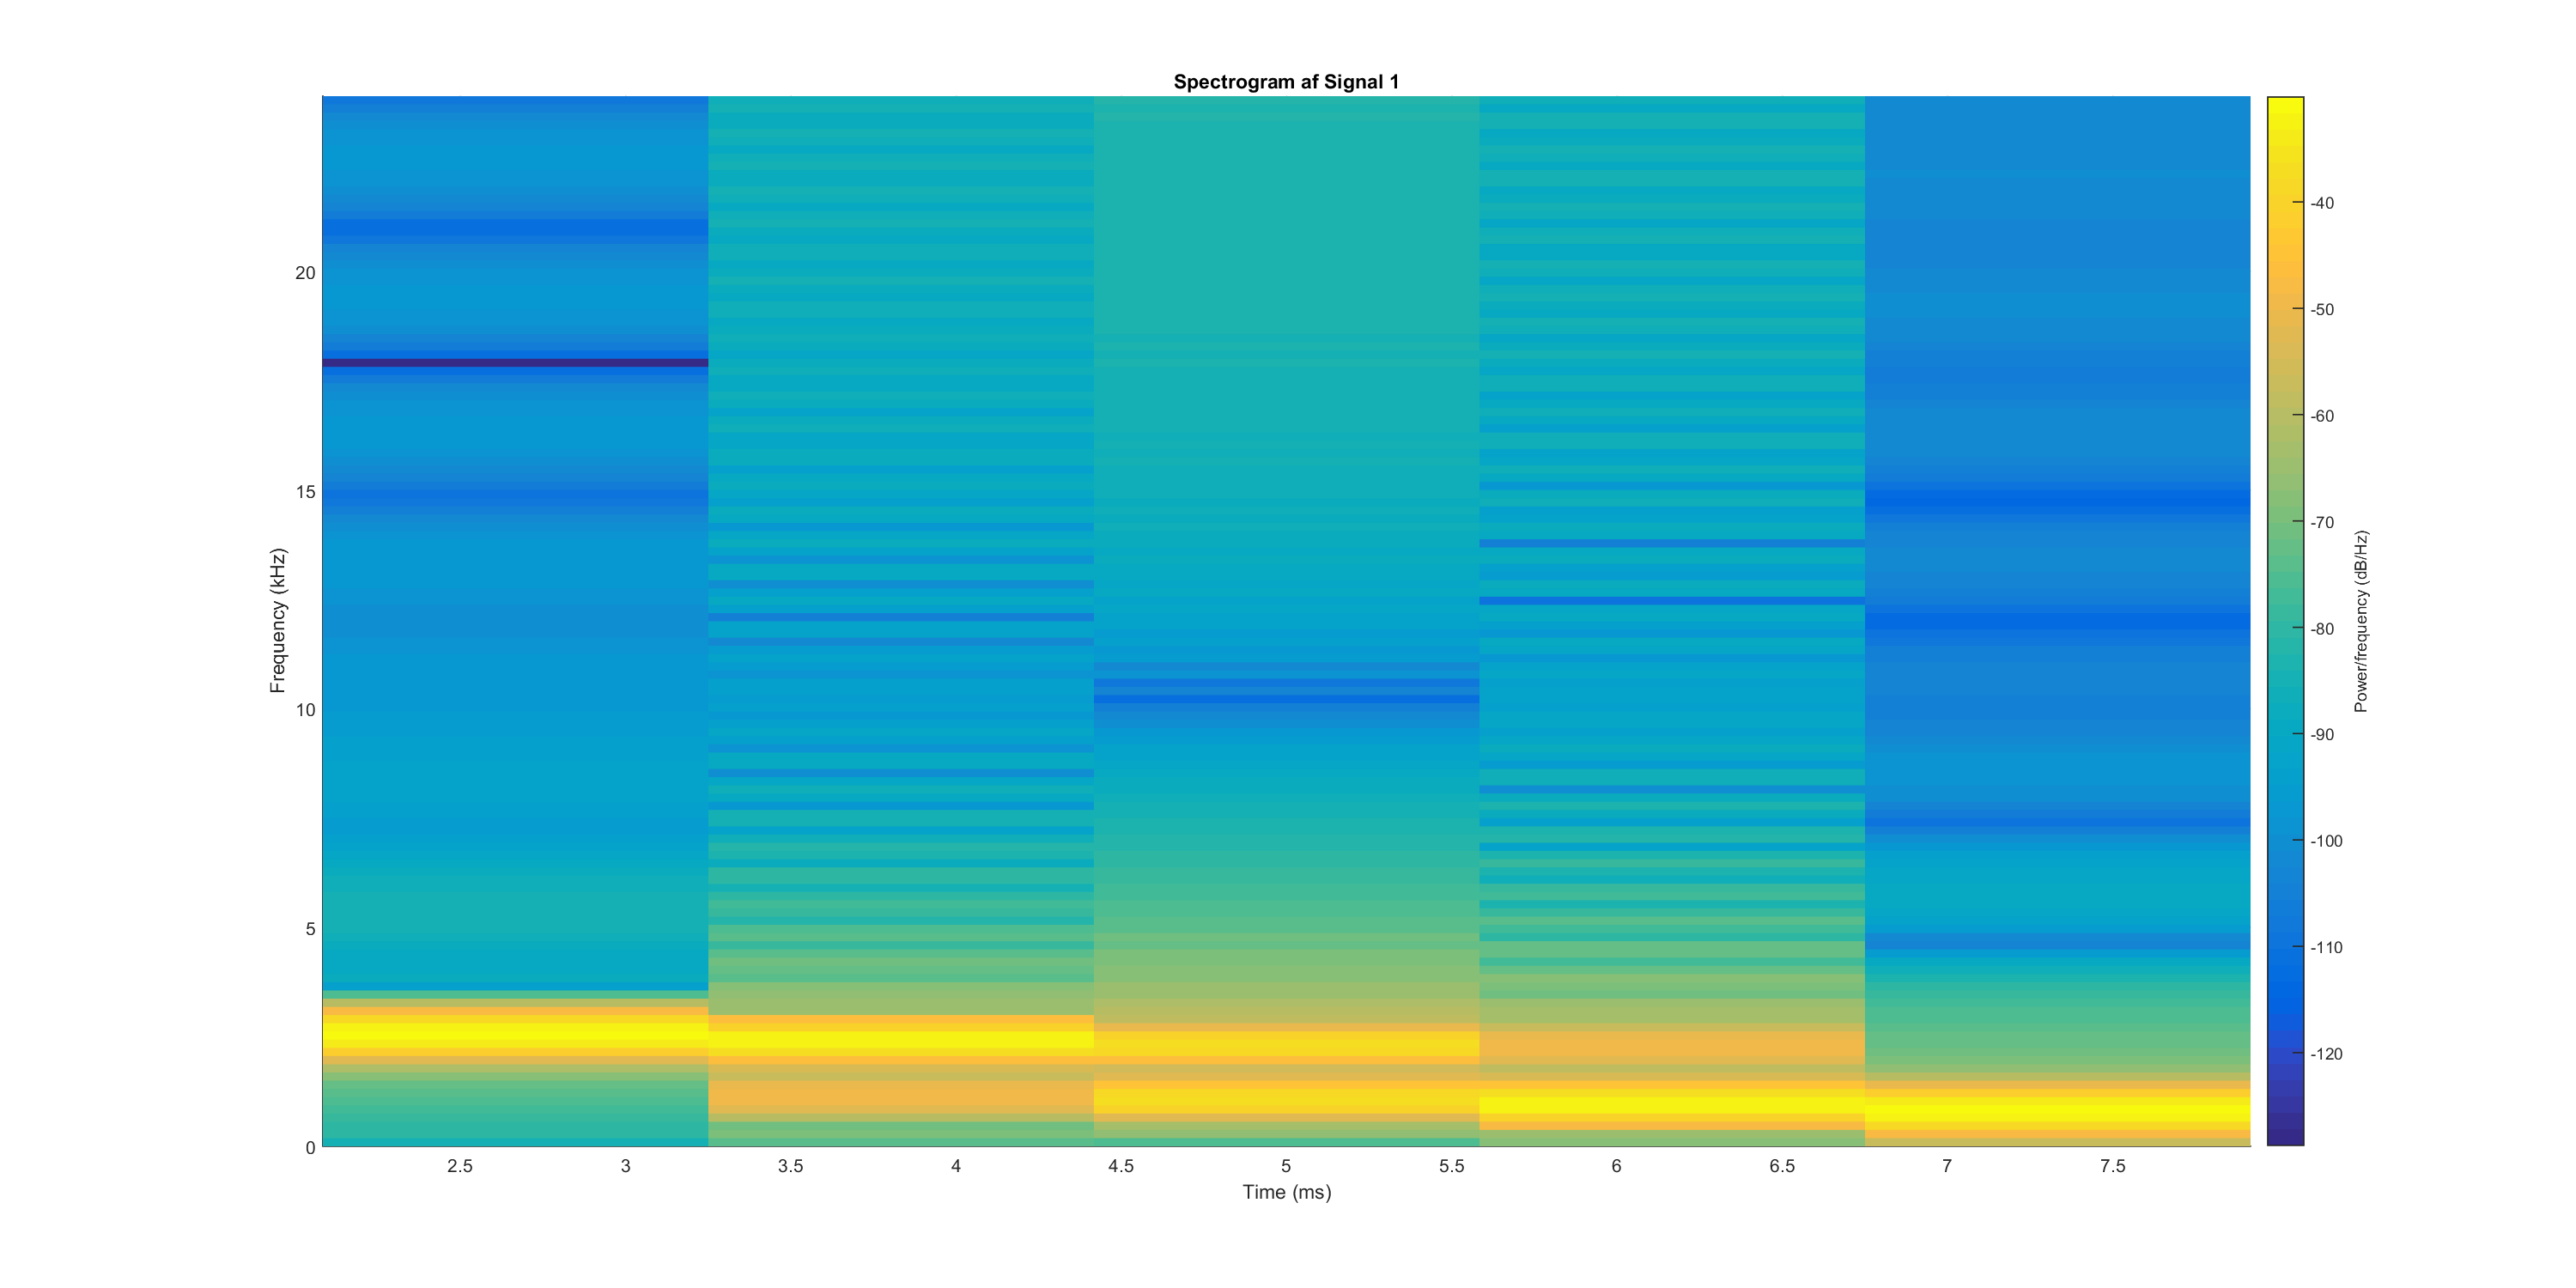 Spectrogram af Signal 1
20
15
10
5
0
Frequency (kHz)
2.5 3 3.5 4 4.5 5 5.5 6 6.5 7 7.5
Time (ms)
-40
-50
-60
-70
-80
-90
-100
-110
-120
Power/frequency (dB/Hz)